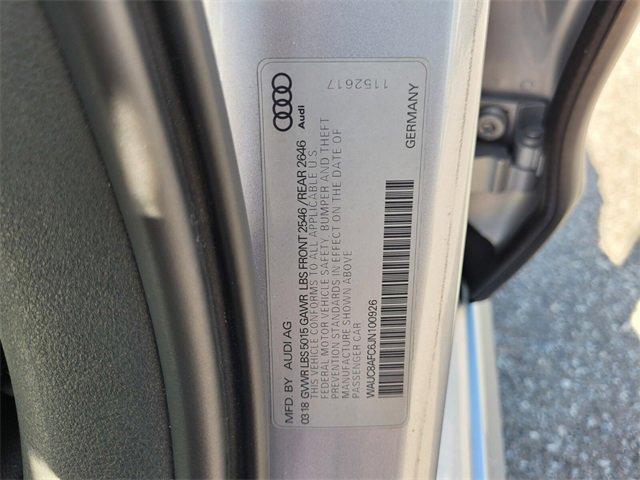 MFD. BY AUDI AG
Audi
0318 GVWR LBS 5015 GAWR LBS FRONT 2546 /REAR 2646
THIS VEHICLE CONFORMS TO ALL APPLICABLE U.S
FEDERAL MOTOR VEHICLE SAFETY, BUMPER AND THEFT
PREVENTION STANDARDS IN EFFECT ON THE DATE OF
MANUFACTURE SHOWN ABOVE
PASSENGER CAR
1152617
WAUC8AFC6JN100926
GERMANY